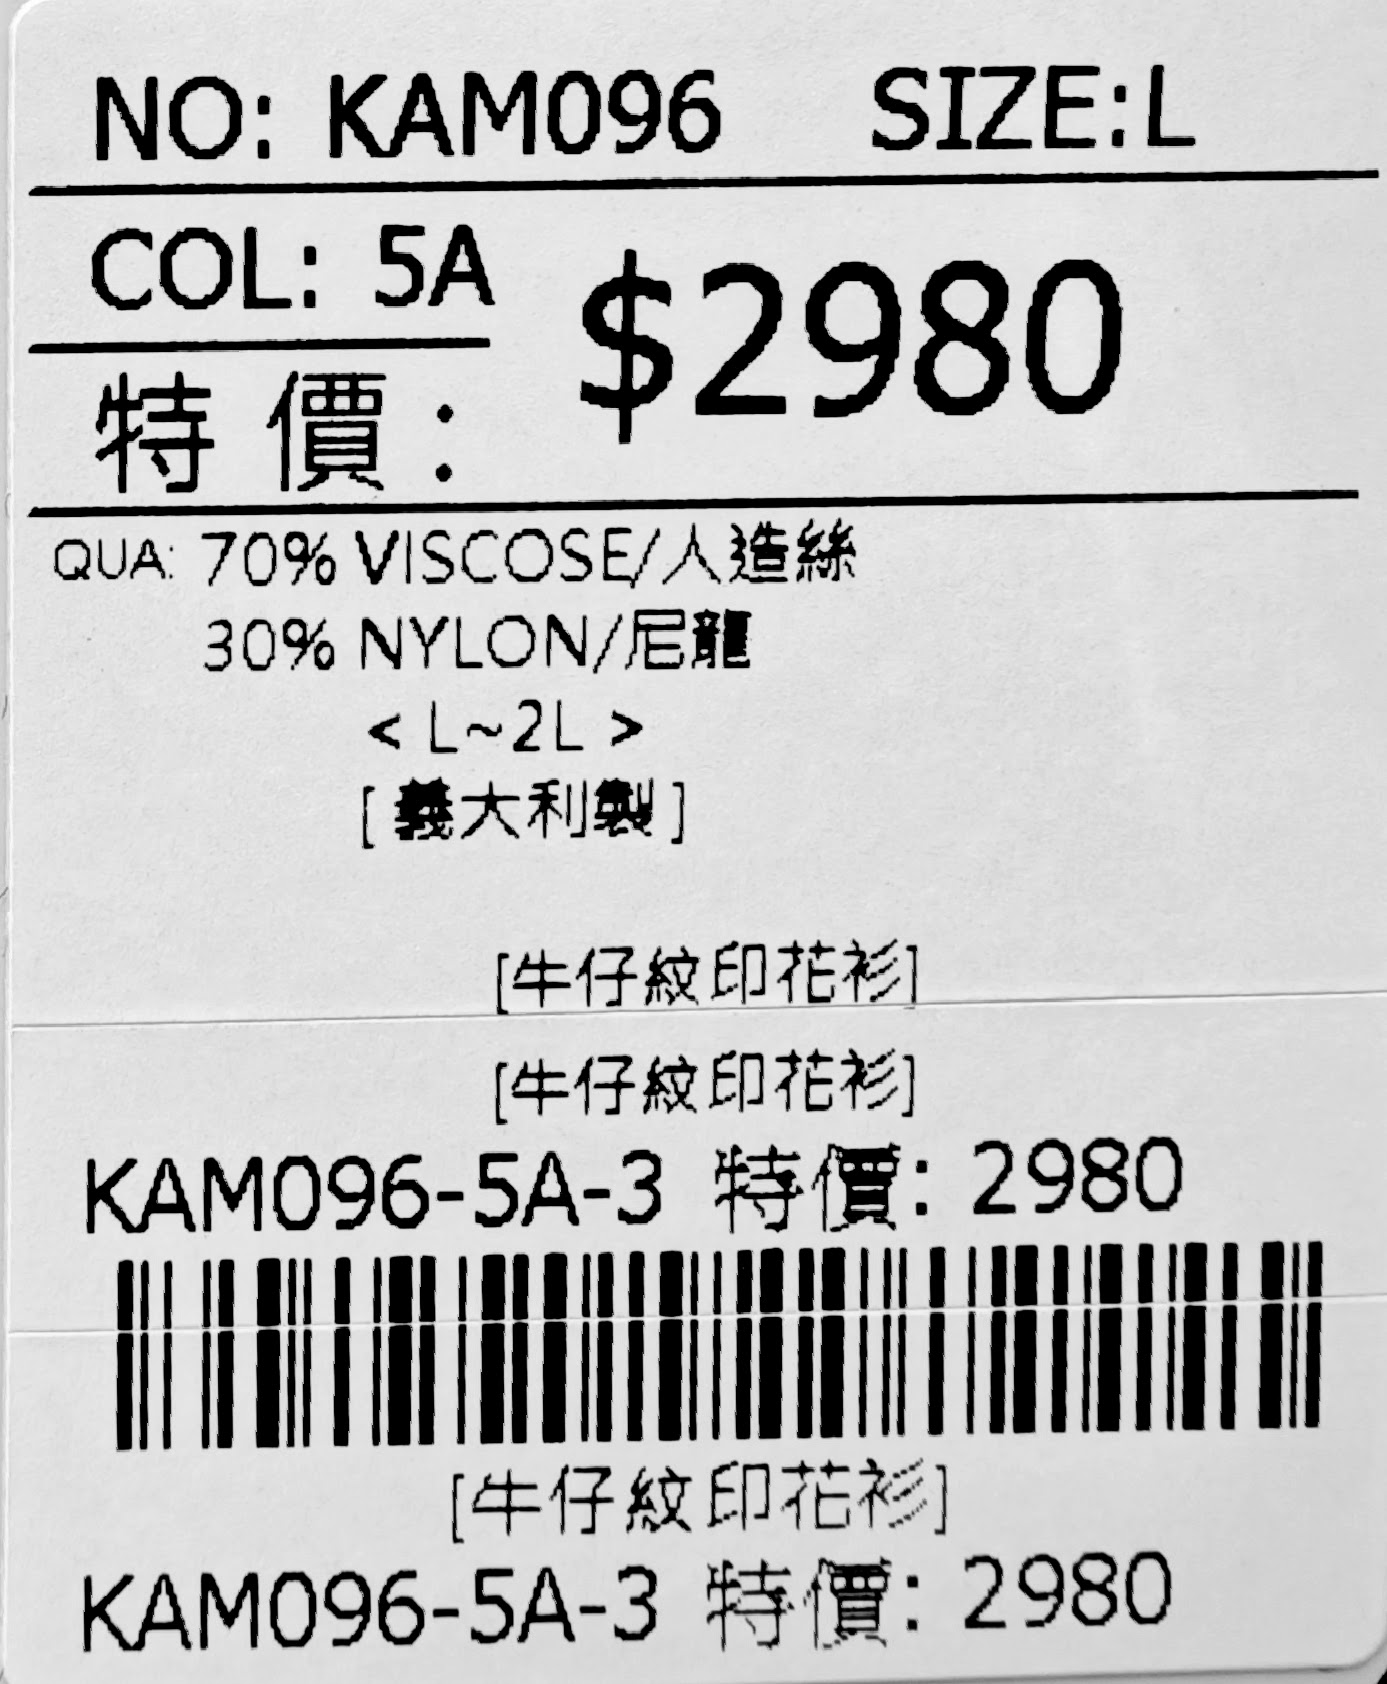 NO: KAM096 SIZE:L
COL: 5A
$2980
特價:
QUA: 70% VISCOSE/人造絲
30% NYLON/尼龍
< L~2L >
[義大利製]
[牛仔紋印花衫]
[牛仔紋印花衫]
KAM096-5A-3 特價: 2980
[牛仔紋印花衫]
KAM096-5A-3 特價: 2980